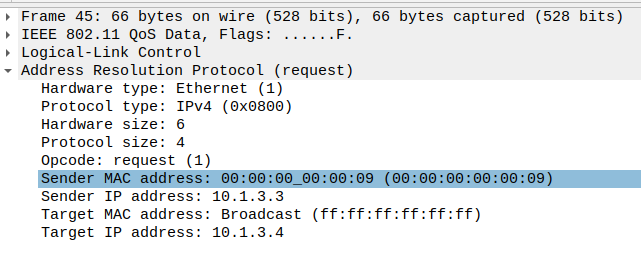 Frame 45: 66 bytes on wire (528 bits), 66 bytes captured (528 bits)
IEEE 802.11 QoS Data, Flags: ......F.
Logical-Link Control
Address Resolution Protocol (request)
Hardware type: Ethernet (1)
Protocol type: IPv4 (0x0800)
Hardware size: 6
Protocol size: 4
Opcode: request (1)
Sender MAC address: 00:00:00_00:00:09 (00:00:00:00:00:09)
Sender IP address: 10.1.3.3
Target MAC address: Broadcast (ff:ff:ff:ff:ff:ff)
Target IP address: 10.1.3.4